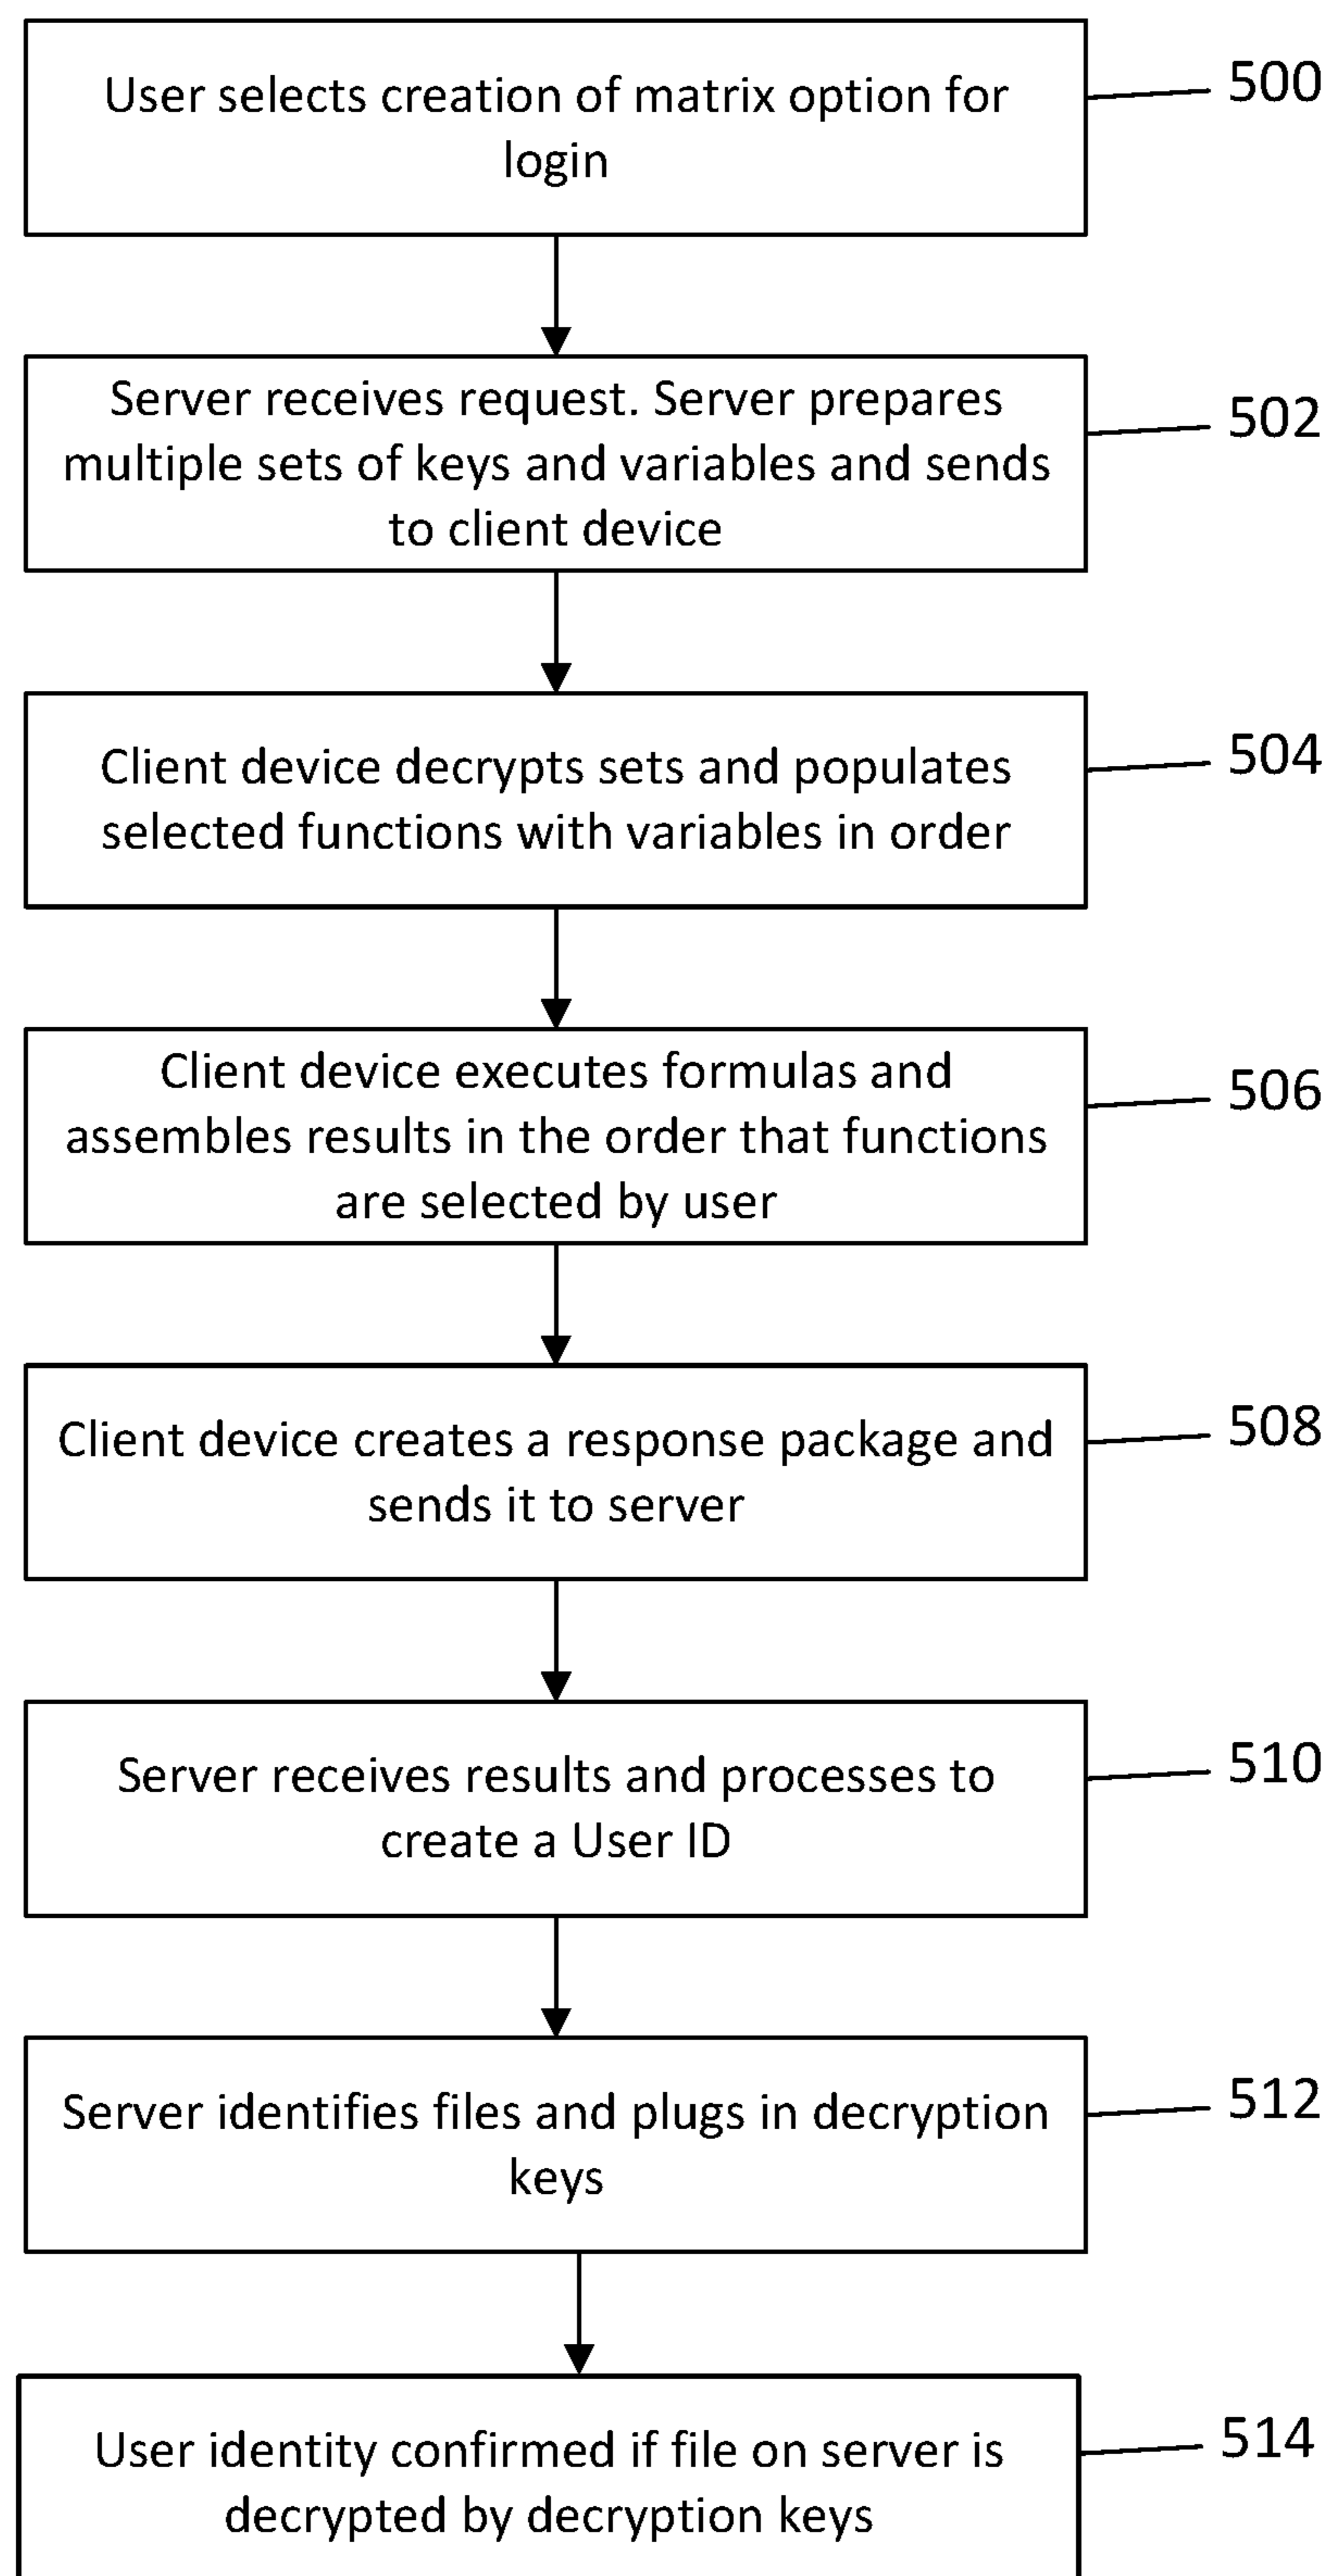 User selects creation of matrix option for
login
500
Server receives request. Server prepares
multiple sets of keys and variables and sends
to client device
502
Client device decrypts sets and populates
selected functions with variables in order
504
Client device executes formulas and
assembles results in the order that functions
are selected by user
506
Client device creates a response package and
sends it to server
508
Server receives results and processes to
create a User ID
510
Server identifies files and plugs in decryption
keys
512
User identity confirmed if file on server is
decrypted by decryption keys
514